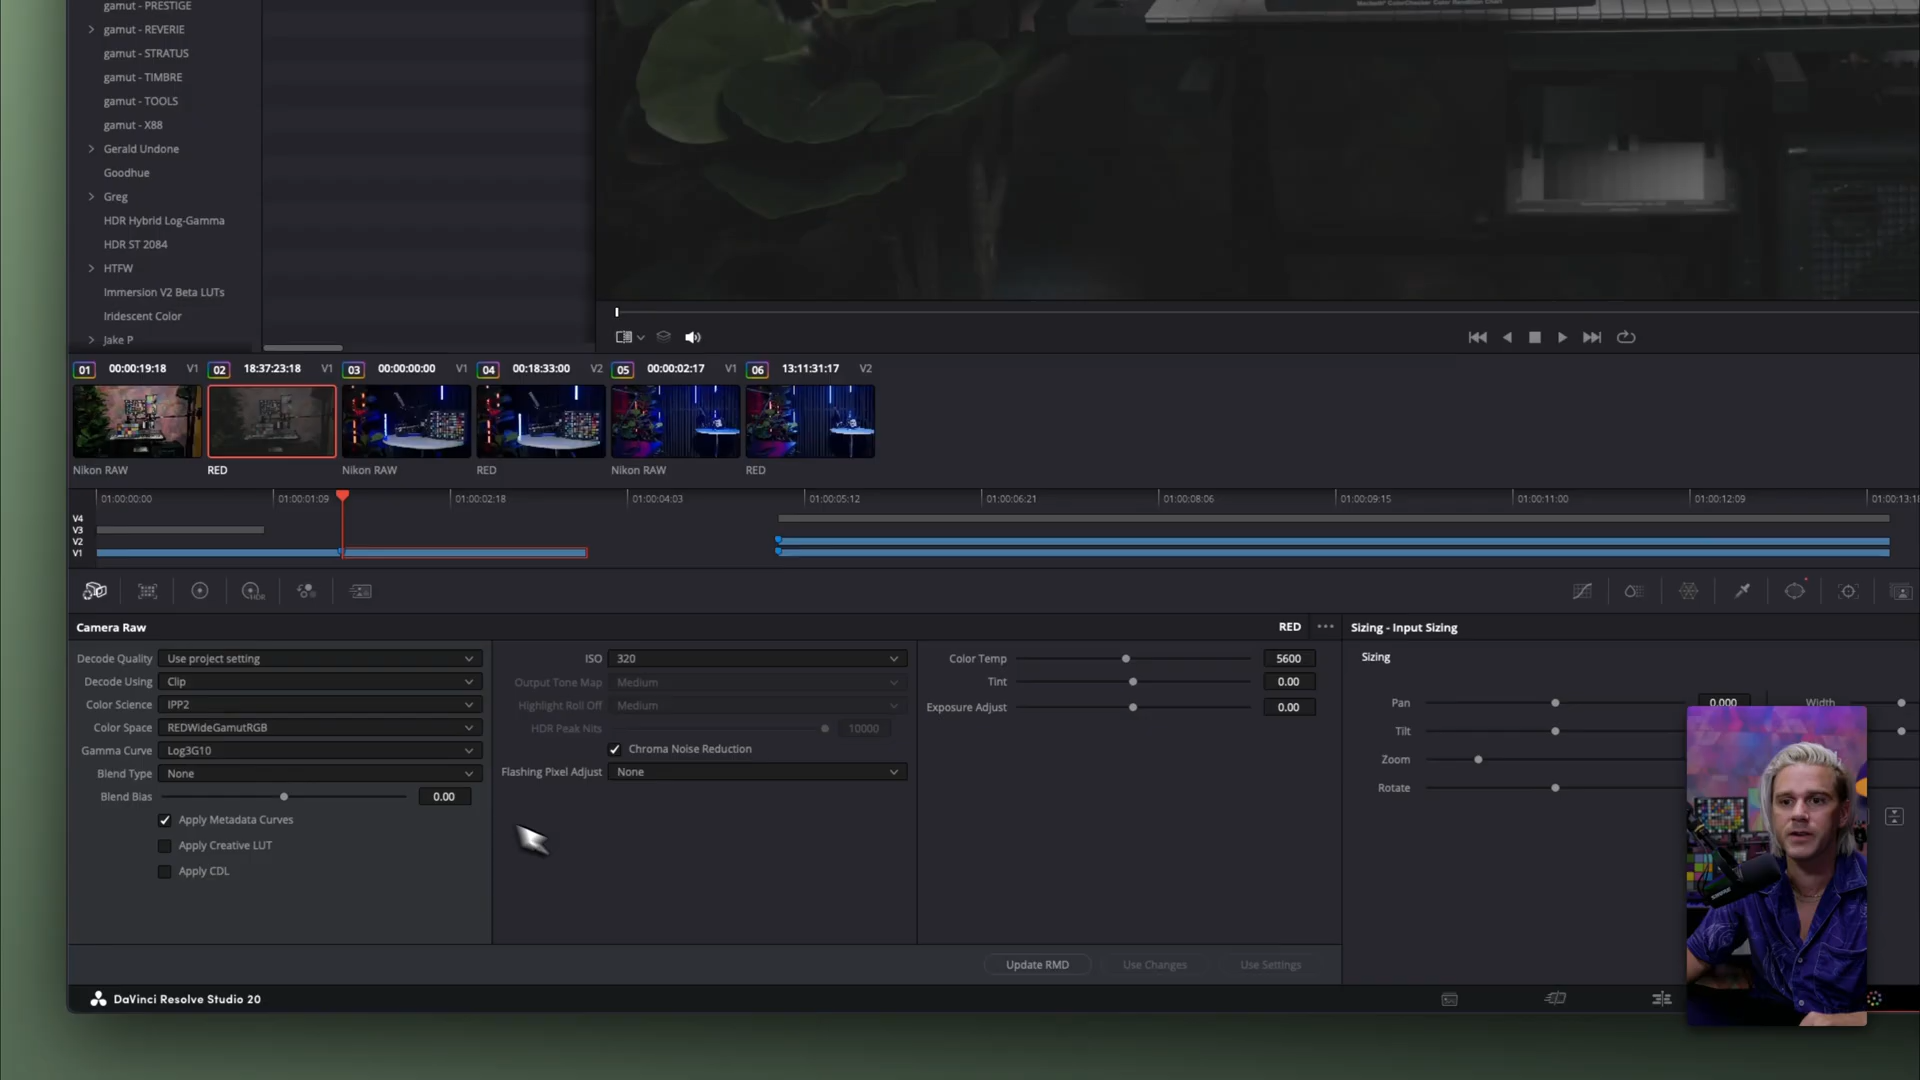 gamut - PRESTIGE
gamut - REVERIE
gamut - STRATUS
gamut - TIMBRE
gamut - TOOLS
gamut - X88
Gerald Undone
Goodhue
Greg
HDR Hybrid Log-Gamma
HDR ST 2084
HTFW
Immersion V2 Beta LUTs
Iridescent Color
Jake P
01 00:00:19:18 V1
02 18:37:23:18 V1
03 00:00:00:00 V1
04 00:18:33:00 V2
05 00:00:02:17 V1
06 13:11:31:17 V2
Nikon RAW
RED
Nikon RAW
RED
Nikon RAW
RED
01:00:00:00 01:00:01:09 01:00:02:18 01:00:04:03 01:00:05:12 01:00:06:21 01:00:08:06 01:00:09:15 01:00:11:00 01:00:12:09 01:00:13:18
V4
V3
V2
V1
HDR
Camera Raw
RED
Decode Quality Use project setting
Decode Using Clip
Color Science IPP2
Color Space REDWideGamutRGB
Gamma Curve Log3G10
Blend Type None
Blend Bias 0.00
Apply Metadata Curves
Apply Creative LUT
Apply CDL
ISO 320
Output Tone Map Medium
Highlight Roll Off Medium
HDR Peak Nits 10000
Chroma Noise Reduction
Flashing Pixel Adjust None
Color Temp 5600
Tint 0.00
Exposure Adjust 0.00
Update RMD Use Changes Use Settings
Sizing - Input Sizing
Sizing
Pan 0.000 Width
Tilt
Zoom
Rotate
DaVinci Resolve Studio 20